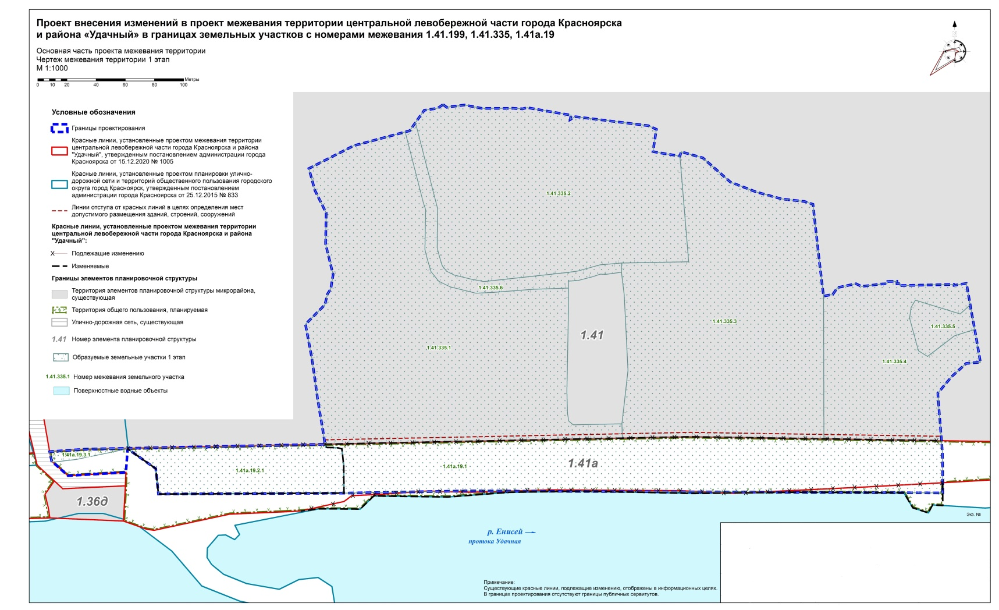 Проект внесения изменений в проект межевания территории центральной левобережной части города Красноярска
и района «Удачный» в границах земельных участков с номерами межевания 1.41.199, 1.41.335, 1.41а.19
Основная часть проекта межевания территории
Чертеж межевания территории 1 этап
М 1:1000
Метры
0 10 20 40 60 80 100
Условные обозначения
Границы проектирования
Красные линии, установленные проектом межевания территории
центральной левобережной части города Красноярска и района
"Удачный", утвержденным постановлением администрации города
Красноярска от 15.12.2020 № 1005
Красные линии, установленные проектом планировки улично-
дорожной сети и территорий общественного пользования городского
округа город Красноярск, утвержденным постановлением
администрации города Красноярска от 25.12.2015 № 833
Линии отступа от красных линий в целях определения мест
допустимого размещения зданий, строений, сооружений
Красные линии, установленные проектом межевания территории
центральной левобережной части города Красноярска и района
"Удачный":
Подлежащие изменению
Изменяемые
Границы элементов планировочной структуры
Территория элементов планировочной структуры микрорайона,
существующая
Территория общего пользования, планируемая
Улично-дорожная сеть, существующая
1.41 Номер элемента планировочной структуры
Образуемые земельные участки 1 этап
1.41.335.1 Номер межевания земельного участка
Поверхностные водные объекты
1.41.335.2
1.41.335.6
1.41.335.3
1.41.335.5
1.41
1.41.335.1
1.41.335.4
1.41а.19.3.1
1.41а.19.2.1
1.41а.19.1
1.41а
1.36д
Экз. №
р. Енисей
протока Удачная
Примечание:
Существующие красные линии, подлежащие изменению, отображены в информационных целях.
В границах проектирования отсутствуют границы публичных сервитутов.